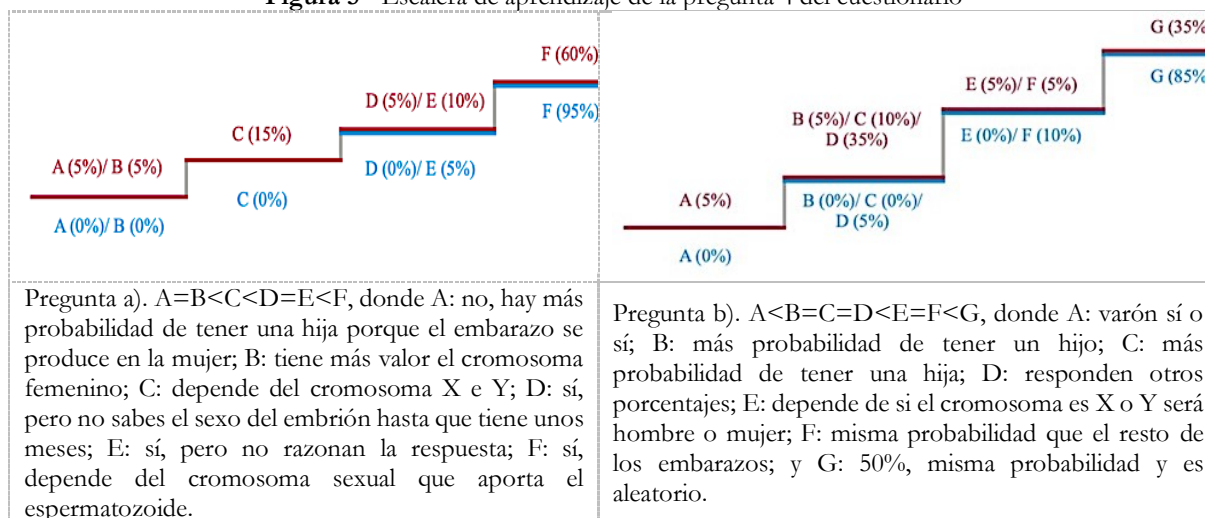 Figura 3 - Escalera de aprendizaje de la pregunta 4 del cuestionario
F (60%)
D (5%)/ E (10%)
F (95%)
C (15%)
A (5%)/ B (5%)
D (0%)/ E (5%)
C (0%)
A (0%)/ B (0%)
G (35%
E (5%)/ F (5%)
G (85%
B (5%)/ C (10%)/
D (35%)
E (0%)/ F (10%)
A (5%)
B (0%)/ C (0%)/
D (5%)
A (0%)
Pregunta a). A=B<C<D=E<F, donde A: no, hay más
probabilidad de tener una hija porque el embarazo se
produce en la mujer; B: tiene más valor el cromosoma
femenino; C: depende del cromosoma X e Y; D: sí,
pero no sabes el sexo del embrión hasta que tiene unos
meses; E: sí, pero no razonan la respuesta; F: sí,
depende del cromosoma sexual que aporta el
espermatozoide.
Pregunta b). A<B=C=D<E=F<G, donde A: varón sí o
sí; B: más probabilidad de tener un hijo; C: más
probabilidad de tener una hija; D: responden otros
porcentajes; E: depende de si el cromosoma es X o Y será
hombre o mujer; F: misma probabilidad que el resto de
los embarazos; y G: 50%, misma probabilidad y es
aleatorio.